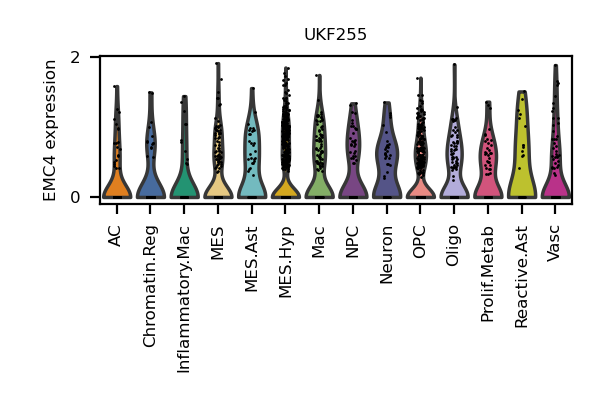 UKF255
EMC4 expression
2
0
AC
Chromatin.Reg
Inflammatory.Mac
MES
MES.Ast
MES.Hyp
Mac
NPC
Neuron
OPC
Oligo
Prolif.Metab
Reactive.Ast
Vasc